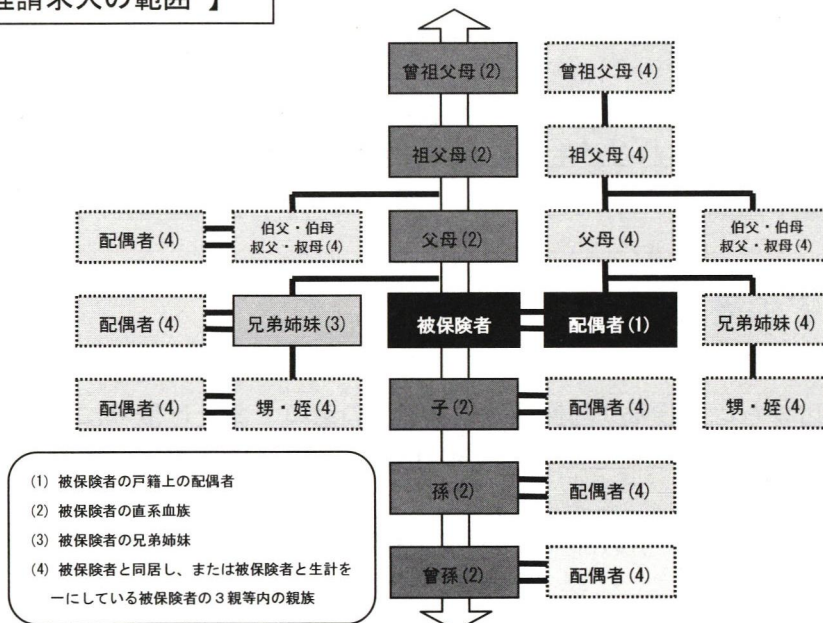 理請求人の範囲 】
曾祖父母(2)
曾祖父母(4)
祖父母(2)
祖父母(4)
配偶者(4)
伯父・伯母
叔父・叔母(4)
父母(2)
父母(4)
伯父・伯母
叔父・叔母(4)
配偶者(4)
兄弟姉妹(3)
被保険者
配偶者(1)
兄弟姉妹(4)
配偶者(4)
甥・姪(4)
子(2)
配偶者(4)
甥・姪(4)
孫(2)
配偶者(4)
曾孫(2)
配偶者(4)
(1) 被保険者の戸籍上の配偶者
(2) 被保険者の直系血族
(3) 被保険者の兄弟姉妹
(4) 被保険者と同居し、または被保険者と生計を
一にしている被保険者の3親等内の親族